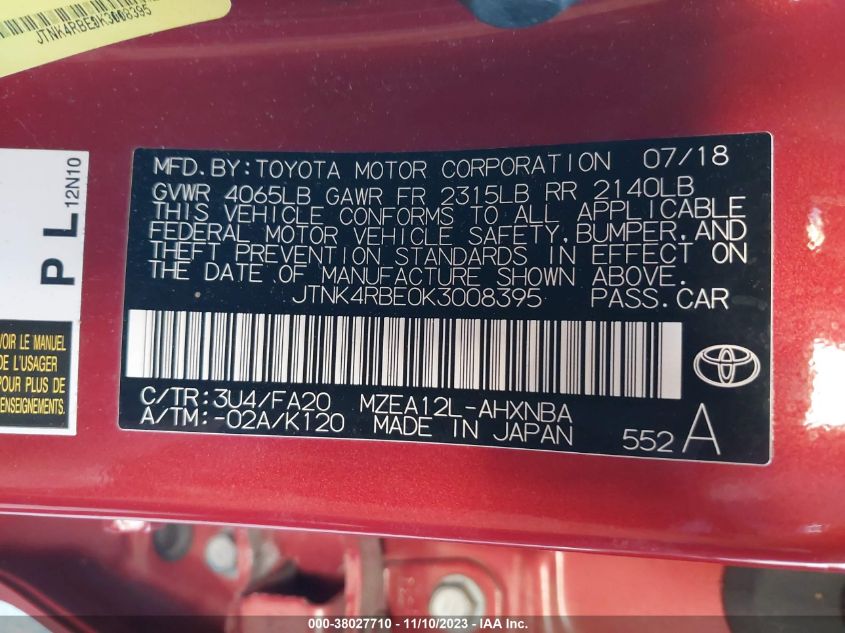 JTNK4RBE0K3008395
MFD. BY: TOYOTA MOTOR CORPORATION 07/18
GVWR 4065LB GAWR FR 2315LB RR 2140LB
THIS VEHICLE CONFORMS TO ALL APPLICABLE
FEDERAL MOTOR VEHICLE SAFETY, BUMPER, AND
THEFT PREVENTION STANDARDS IN EFFECT ON
THE DATE OF MANUFACTURE SHOWN ABOVE.
JTNK4RBE0K3008395 PASS. CAR
C/TR: 3U4/FA20 MZEA12L-AHXNBA
A/TM: -02A/K120 MADE IN JAPAN
552 A
P L 12N10
VOIR LE MANUEL
DE L'USAGER
POUR PLUS DE
RENSEIGNEMENTS.
000-38027710 - 11/10/2023 - IAA Inc.